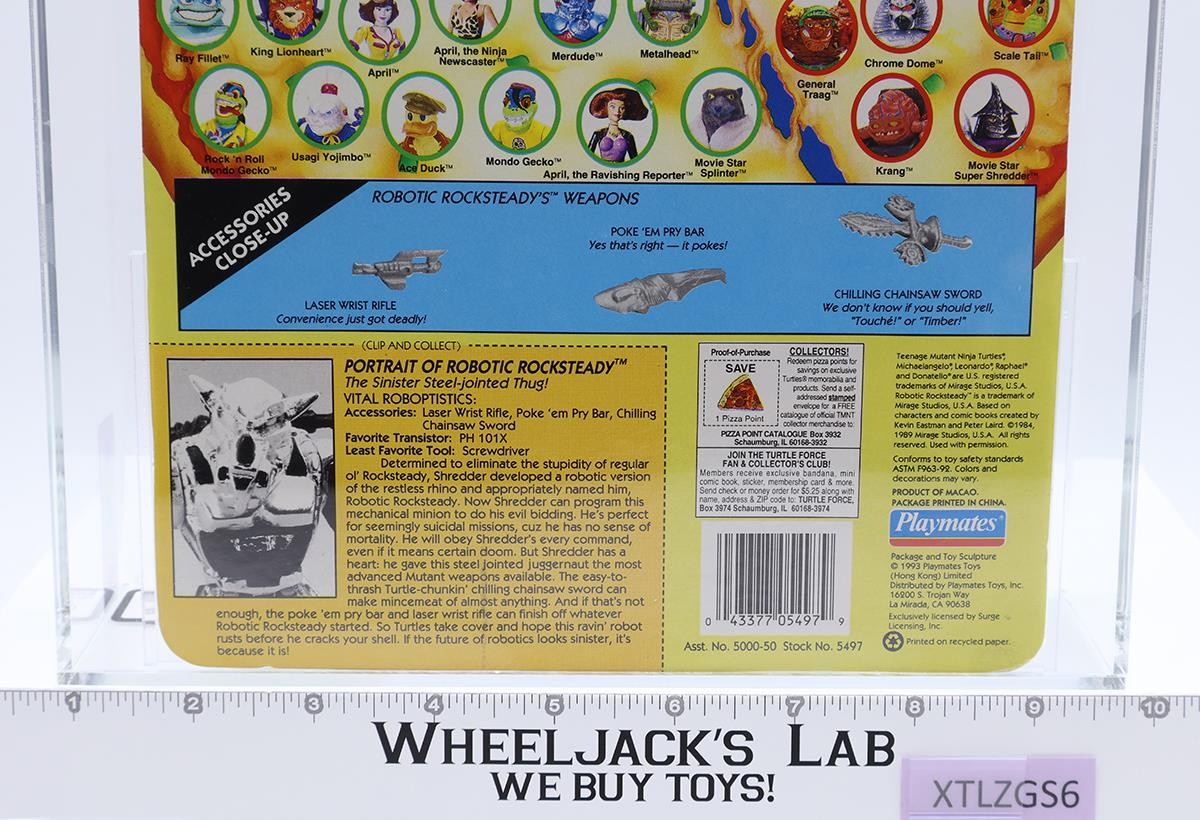 Ray Fillet™
King Lionheart™
April™
April, the Ninja
Newscaster™
Merdude™
Metalhead™
General
Traag™
Chrome Dome™
Scale Tail™
Rock 'n Roll
Mondo Gecko™
Usagi Yojimbo™
Ace Duck™
Mondo Gecko™
April, the Ravishing Reporter™
Movie Star
Splinter™
Krang™
Movie Star
Super Shredder™
ACCESSORIES
CLOSE-UP
ROBOTIC ROCKSTEADY'S™ WEAPONS
LASER WRIST RIFLE
Convenience just got deadly!
POKE 'EM PRY BAR
Yes that's right — it pokes!
CHILLING CHAINSAW SWORD
We don't know if you should yell,
"Touché!" or "Timber!"
(CLIP AND COLLECT)
PORTRAIT OF ROBOTIC ROCKSTEADY™
The Sinister Steel-jointed Thug!
VITAL ROBOPTISTICS:
Accessories: Laser Wrist Rifle, Poke 'em Pry Bar, Chilling
Chainsaw Sword
Favorite Transistor: PH 101X
Least Favorite Tool: Screwdriver
Determined to eliminate the stupidity of regular
ol' Rocksteady, Shredder developed a robotic version
of the restless rhino and appropriately named him,
Robotic Rocksteady. Now Shredder can program this
mechanical minion to do his evil bidding. He's perfect
for seemingly suicidal missions, cuz he has no sense of
mortality. He will obey Shredder's every command,
even if it means certain doom. But Shredder has a
heart: he gave this steel jointed juggernaut the most
advanced Mutant weapons available. The easy-to-
thrash Turtle-chunkin' chilling chainsaw sword can
make mincemeat of almost anything. And if that's not
enough, the poke 'em pry bar and laser wrist rifle can finish off whatever
Robotic Rocksteady started. So Turtles take cover and hope this ravin' robot
rusts before he cracks your shell. If the future of robotics looks sinister, it's
because it is!
Proof-of-Purchase
SAVE
1 Pizza Point
COLLECTORS!
Redeem pizza points for
savings on exclusive
Turtles® memorabilia and
products. Send a self-
addressed stamped
envelope for a FREE
catalogue of official TMNT
collector merchandise to:
PIZZA POINT CATALOGUE Box 3932
Schaumburg, IL 60168-3932
JOIN THE TURTLE FORCE
FAN & COLLECTOR'S CLUB!
Members receive exclusive bandana, mini
comic book, sticker, membership card & more.
Send check or money order for $5.25 along with
name, address & ZIP code to: TURTLE FORCE,
Box 3974 Schaumburg, IL 60168-3974
0 43377 05497 9
Asst. No. 5000-50 Stock No. 5497
Teenage Mutant Ninja Turtles®,
Michaelangelo®, Leonardo®, Raphael®
and Donatello® are U.S. registered
trademarks of Mirage Studios, U.S.A.
Robotic Rocksteady™ is a trademark of
Mirage Studios, U.S.A. Based on
characters and comic books created by
Kevin Eastman and Peter Laird. ©1984,
1989 Mirage Studios, U.S.A. All rights
reserved. Used with permission.
Conforms to toy safety standards
ASTM F963-92. Colors and
decorations may vary.
PRODUCT OF MACAO.
PACKAGE PRINTED IN CHINA.
Playmates®
Package and Toy Sculpture
© 1993 Playmates Toys
(Hong Kong) Limited
Distributed by Playmates Toys, Inc.
16200 S. Trojan Way
La Mirada, CA 90638
Exclusively licensed by Surge
Licensing, Inc.
Printed on recycled paper.
1 2 3 4 5 6 7 8 9 10
WHEELJACK'S LAB
WE BUY TOYS!
XTLZGS6